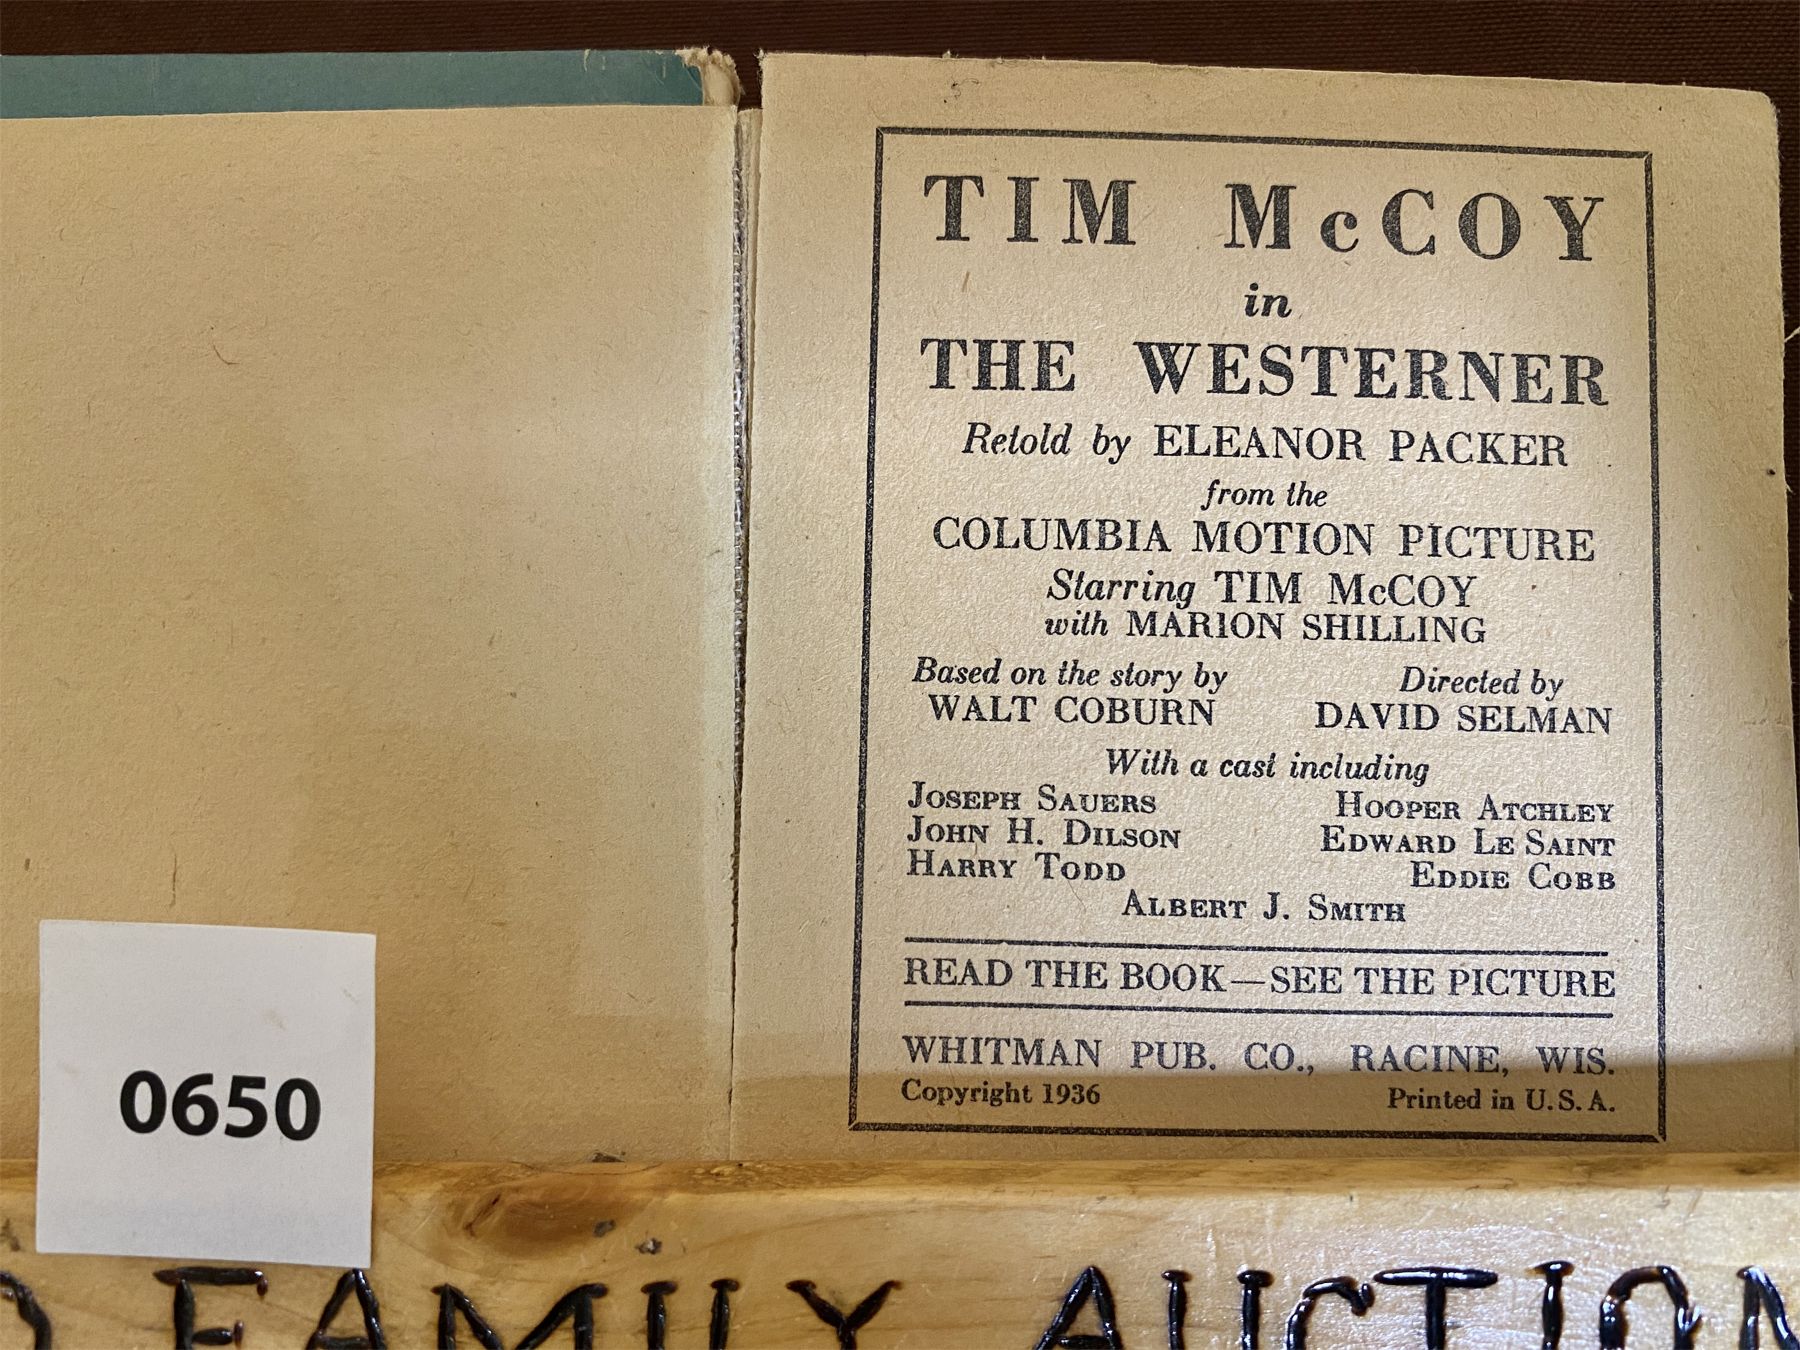 TIM McCOY
in
THE WESTERNER
Retold by ELEANOR PACKER
from the
COLUMBIA MOTION PICTURE
Starring TIM McCOY
with MARION SHILLING
Based on the story by
WALT COBURN
Directed by
DAVID SELMAN
With a cast including
JOSEPH SAUERS
HOOPER ATCHLEY
JOHN H. DILSON
EDWARD LE SAINT
HARRY TODD
EDDIE COBB
ALBERT J. SMITH
READ THE BOOK—SEE THE PICTURE
WHITMAN PUB. CO., RACINE, WIS.
Copyright 1936
Printed in U.S.A.
0650
FAMILY AUCTION